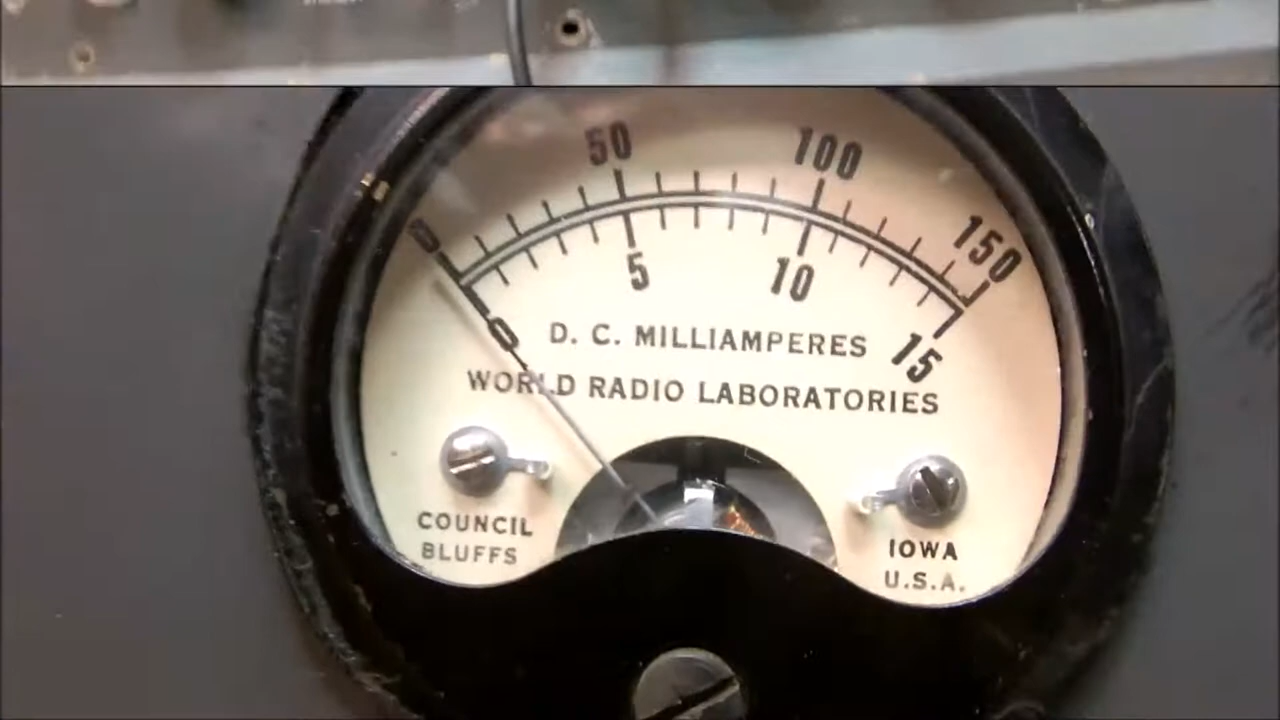 0 50 100 150
0 5 10 15
D. C. MILLIAMPERES
WORLD RADIO LABORATORIES
COUNCIL
BLUFFS
IOWA
U.S.A.